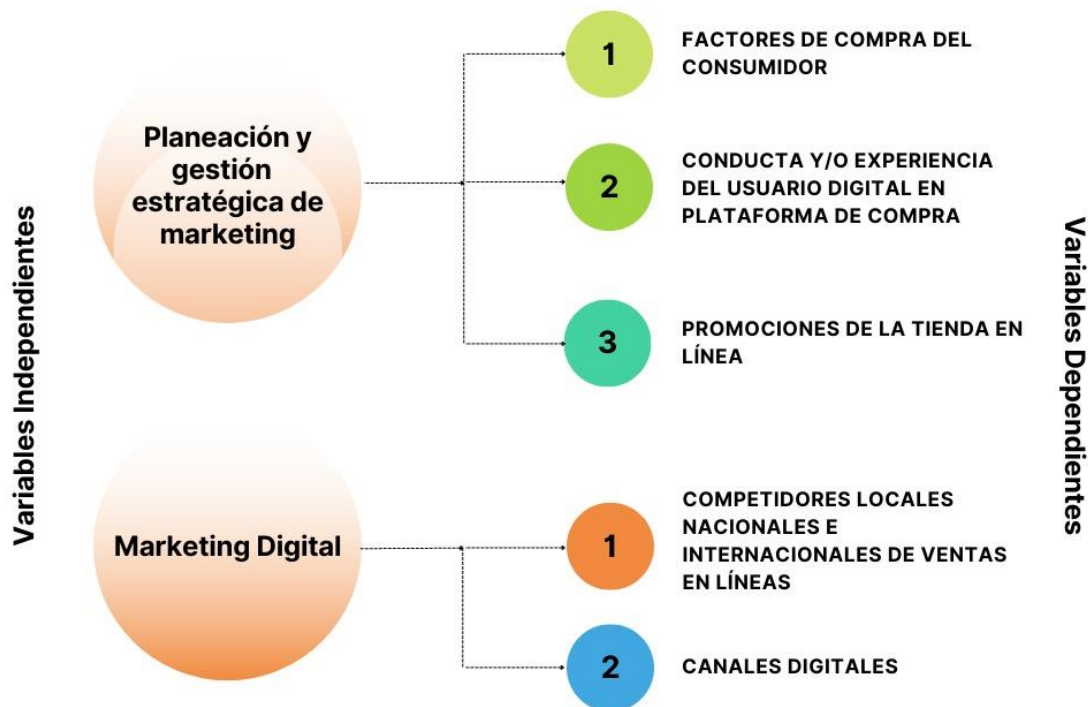 Variables Independientes
Planeación y
gestión
estratégica de
marketing
1
FACTORES DE COMPRA DEL
CONSUMIDOR
2
CONDUCTA Y/O EXPERIENCIA
DEL USUARIO DIGITAL EN
PLATAFORMA DE COMPRA
3
PROMOCIONES DE LA TIENDA EN
LÍNEA
Marketing Digital
1
COMPETIDORES LOCALES
NACIONALES E
INTERNACIONALES DE VENTAS
EN LÍNEAS
2
CANALES DIGITALES
Variables Dependientes